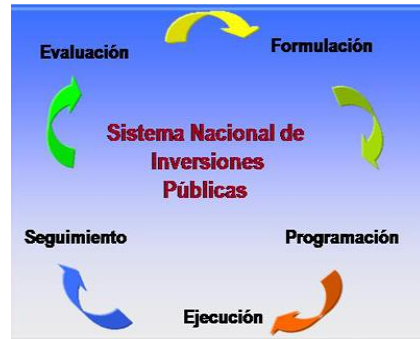 Evaluación
Formulación
Sistema Nacional de
Inversiones
Públicas
Seguimiento
Programación
Ejecución